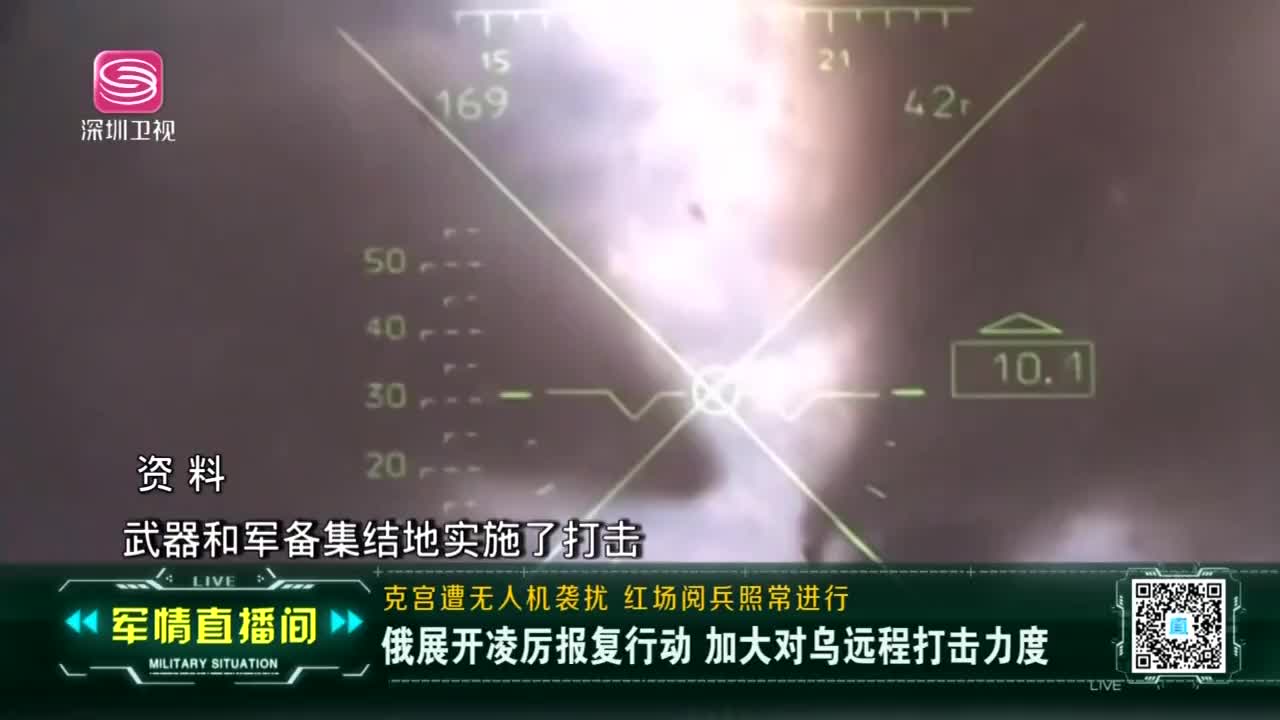 15
21
169
42r
深圳卫视
50
40
10.1
30
20
资料
武器和军备集结地实施了打击
LIVE
克宫遭无人机袭扰 红场阅兵照常进行
军情直播间
俄展开凌厉报复行动 加大对乌远程打击力度
MILITARY SITUATION
LIVE